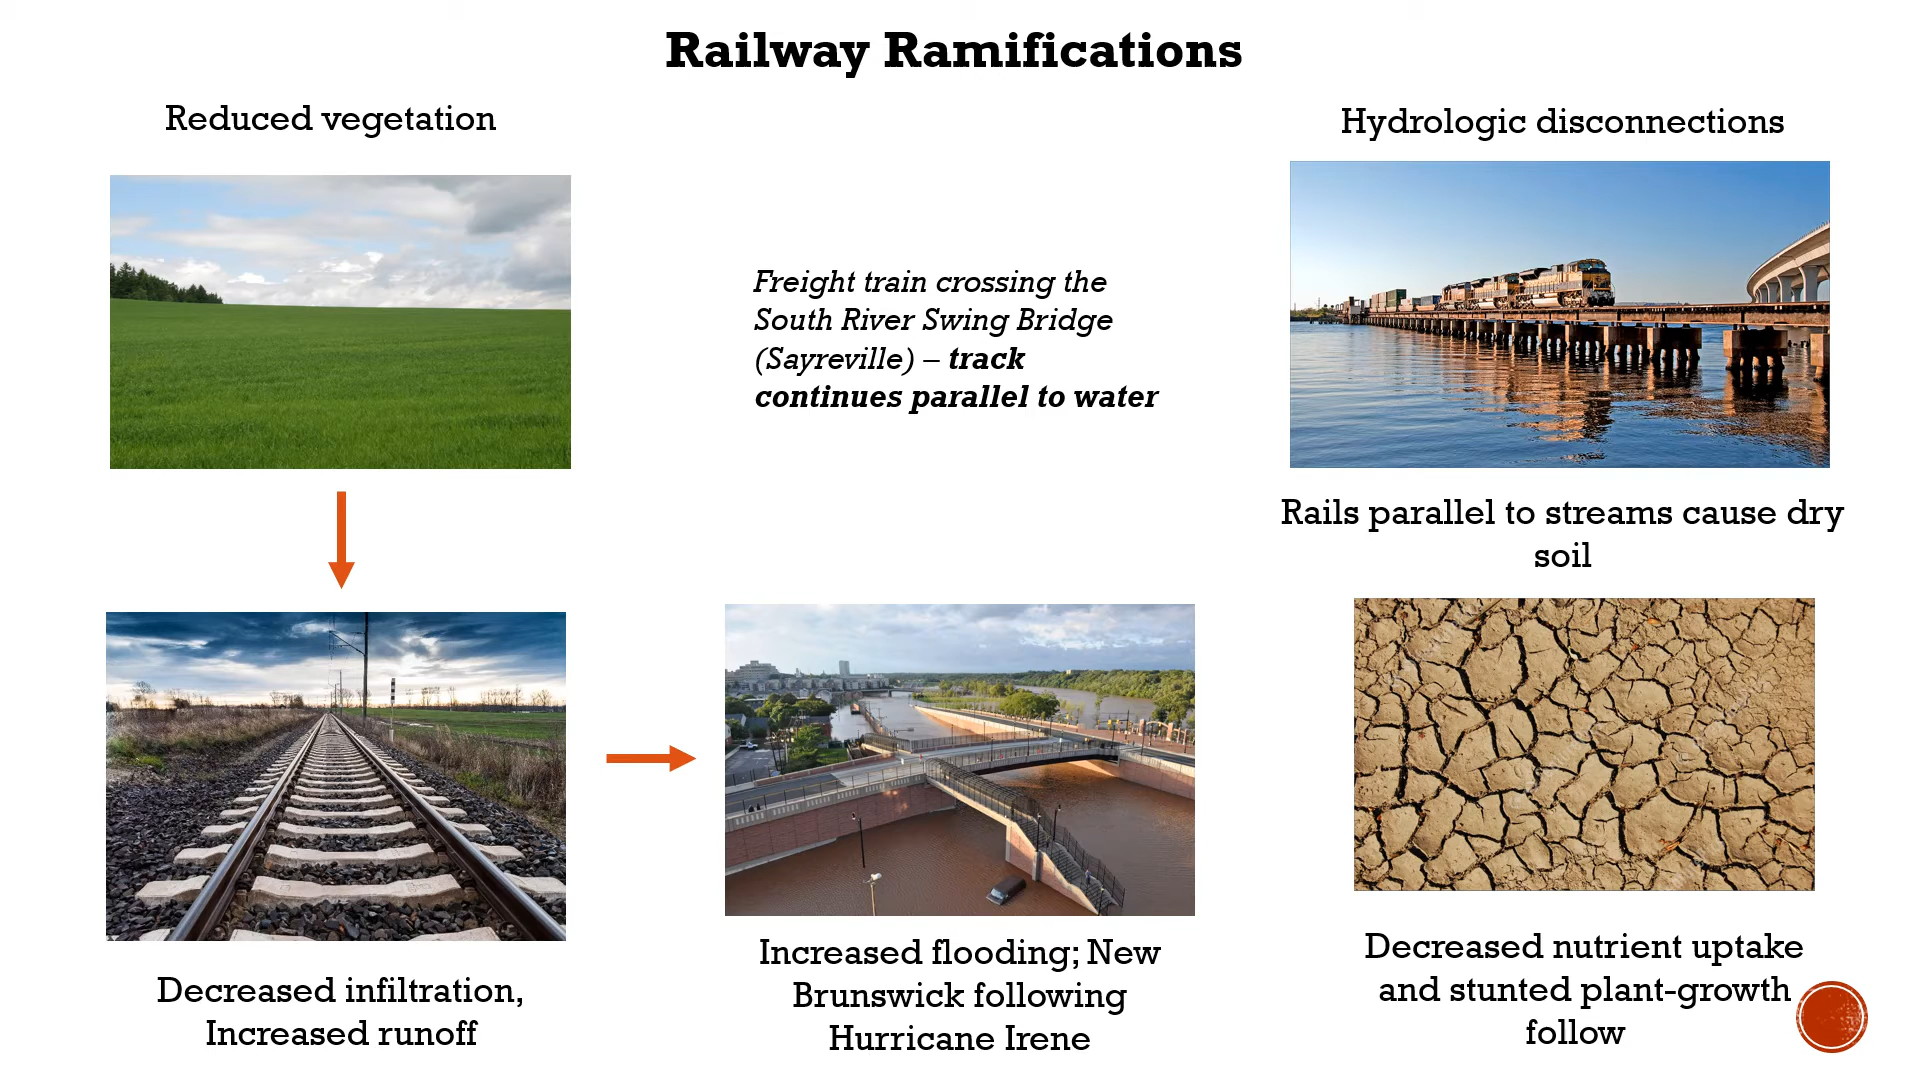 Railway Ramifications
Reduced vegetation
Hydrologic disconnections
Freight train crossing the
South River Swing Bridge
(Sayreville) – track
continues parallel to water
Rails parallel to streams cause dry
soil
Decreased infiltration,
Increased runoff
Increased flooding; New
Brunswick following
Hurricane Irene
Decreased nutrient uptake
and stunted plant-growth
follow